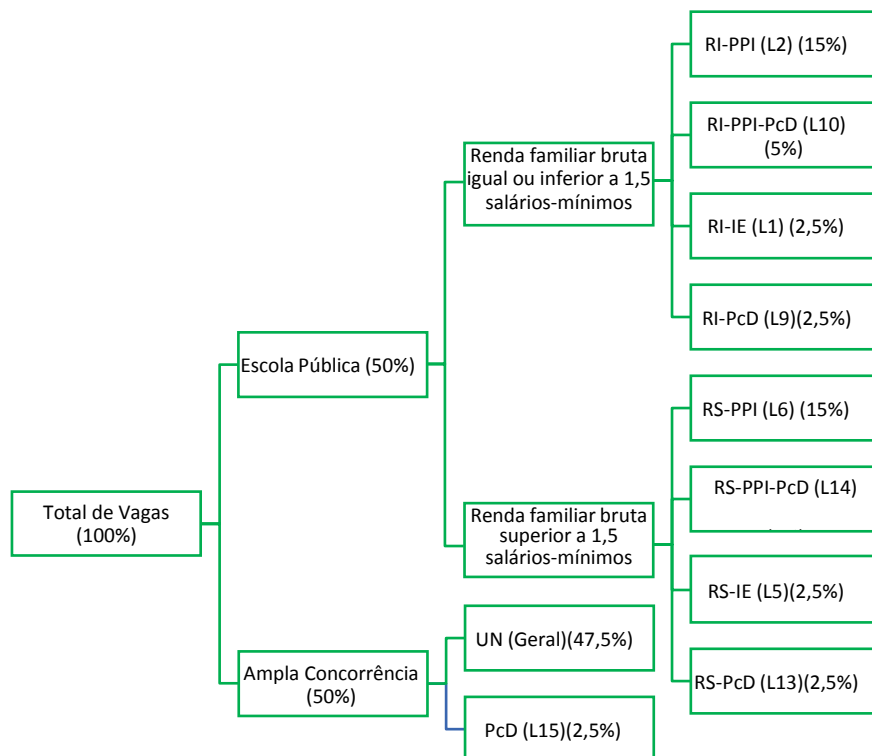 Total de Vagas
(100%)
Escola Pública (50%)
Renda familiar bruta
igual ou inferior a 1,5
salários-mínimos
RI-PPI (L2) (15%)
RI-PPI-PcD (L10)
(5%)
RI-IE (L1) (2,5%)
RI-PcD (L9)(2,5%)
Renda familiar bruta
superior a 1,5
salários-mínimos
RS-PPI (L6) (15%)
RS-PPI-PcD (L14)
RS-IE (L5)(2,5%)
RS-PcD (L13)(2,5%)
Ampla Concorrência
(50%)
UN (Geral)(47,5%)
PcD (L15)(2,5%)